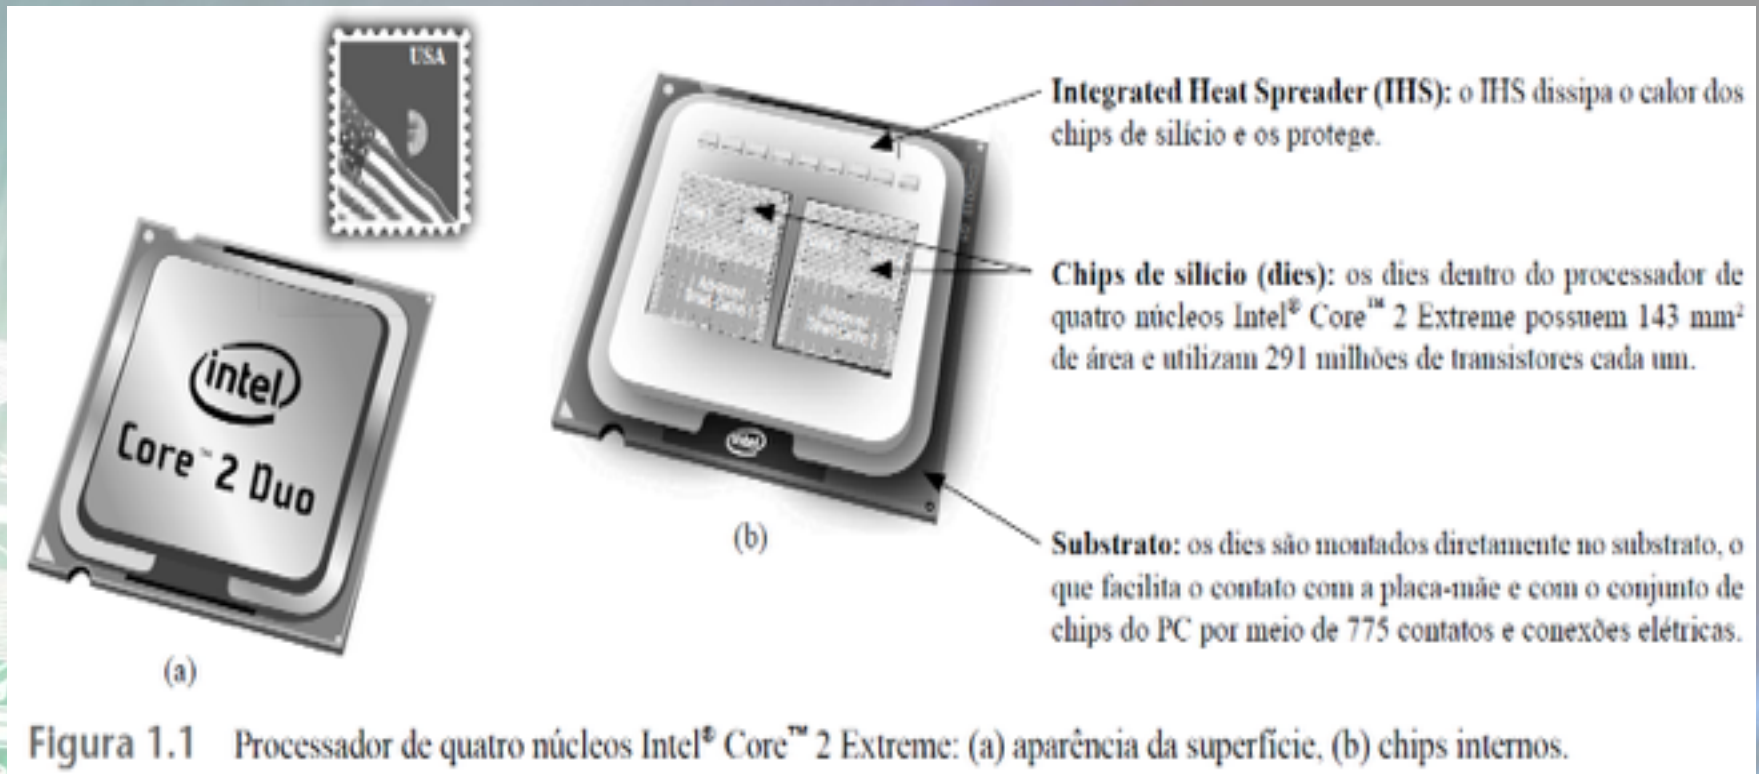 USA
intel
Core™ 2 Duo
(a)
Integrated Heat Spreader (IHS): o IHS dissipa o calor dos
chips de silício e os protege.
Chips de silício (dies): os dies dentro do processador de
quatro núcleos Intel® Core™ 2 Extreme possuem 143 mm²
de área e utilizam 291 milhões de transistores cada um.
intel
(b)
Substrato: os dies são montados diretamente no substrato, o
que facilita o contato com a placa-mãe e com o conjunto de
chips do PC por meio de 775 contatos e conexões elétricas.
Figura 1.1 Processador de quatro núcleos Intel® Core™ 2 Extreme: (a) aparência da superfície, (b) chips internos.